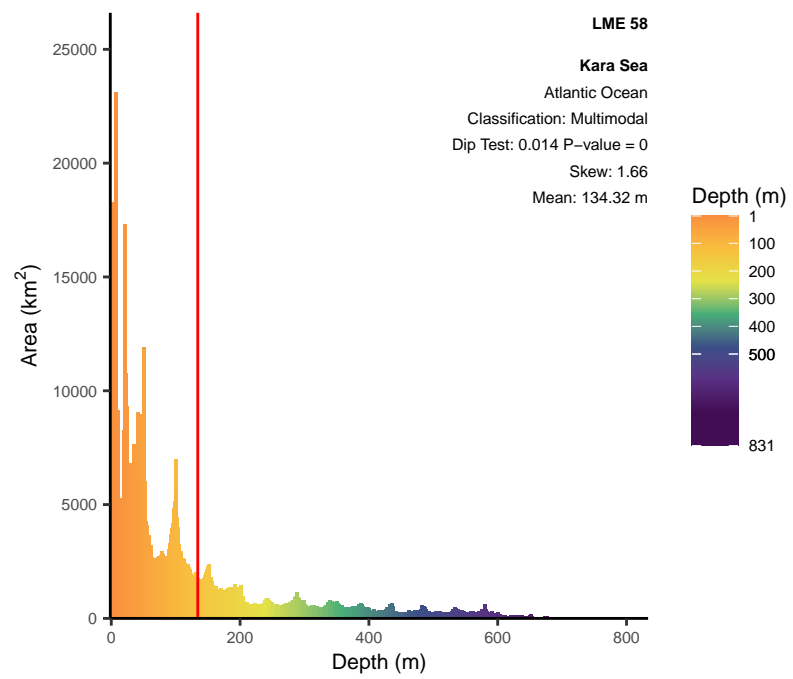 LME 58
Kara Sea
Atlantic Ocean
Classification: Multimodal
Dip Test: 0.014 P−value = 0
Skew: 1.66
Mean: 134.32 m
25000
20000
15000
10000
5000
0
Area (km²)
0 200 400 600 800
Depth (m)
Depth (m)
1
100
200
300
400
500
831